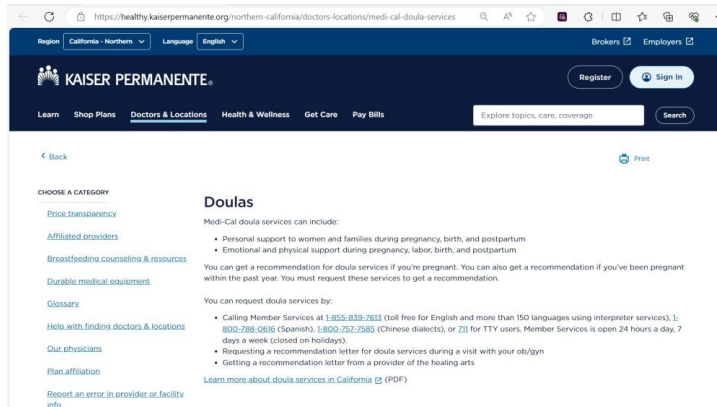 https://healthy.kaiserpermanente.org/northern-california/doctors-locations/medi-cal-doula-services
Region California - Northern Language English Brokers Employers
KAISER PERMANENTE® Register Sign In
Learn Shop Plans Doctors & Locations Health & Wellness Get Care Pay Bills Explore topics, care, coverage Search
Back Print
CHOOSE A CATEGORY
Price transparency
Affiliated providers
Breastfeeding counseling & resources
Durable medical equipment
Glossary
Help with finding doctors & locations
Our physicians
Plan affiliation
Report an error in provider or facility
info
Doulas
Medi-Cal doula services can include:
• Personal support to women and families during pregnancy, birth, and postpartum
• Emotional and physical support during pregnancy, labor, birth, and postpartum
You can get a recommendation for doula services if you're pregnant. You can also get a recommendation if you've been pregnant
within the past year. You must request these services to get a recommendation.
You can request doula services by:
• Calling Member Services at 1-855-839-7613 (toll free for English and more than 150 languages using interpreter services), 1-
800-788-0616 (Spanish), 1-800-757-7585 (Chinese dialects), or 711 for TTY users. Member Services is open 24 hours a day, 7
days a week (closed on holidays).
• Requesting a recommendation letter for doula services during a visit with your ob/gyn
• Getting a recommendation letter from a provider of the healing arts
Learn more about doula services in California (PDF)